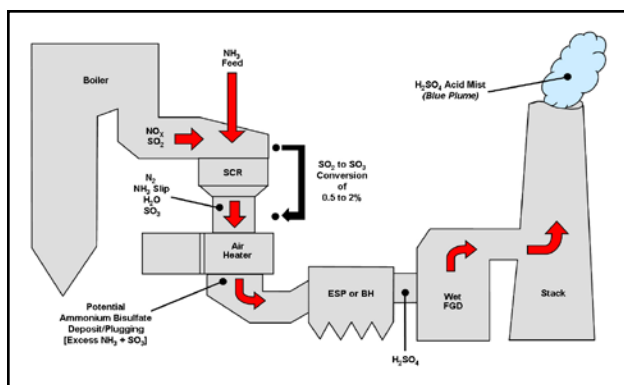 NH₃
Feed
Boiler
H₂SO₄ Acid Mist
(Blue Plume)
NOₓ
SO₂
SO₂ to SO₃
Conversion
of
0.5 to 2%
SCR
N₂
NH₃ Slip
H₂O
SO₃
Air
Heater
Potential
Ammonium Bisulfate
Deposit/Plugging
[Excess NH₃ + SO₃]
ESP or BH
H₂SO₄
Wet
FGD
Stack